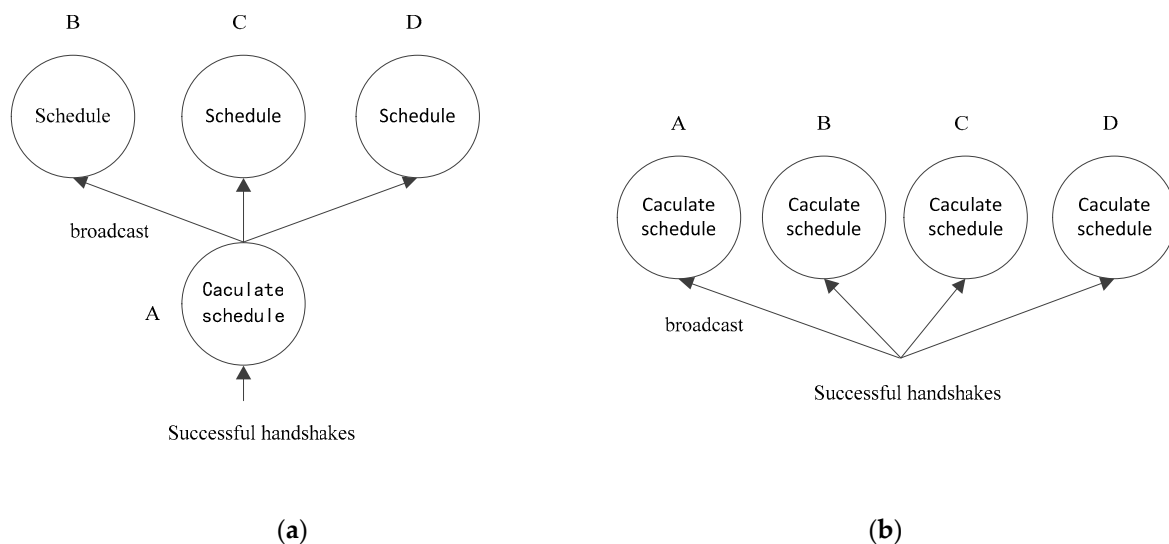 B
C
D
Schedule
Schedule
Schedule
broadcast
A
Caculate
schedule
Successful handshakes
(a)
A
B
C
D
Caculate
schedule
Caculate
schedule
Caculate
schedule
Caculate
schedule
broadcast
Successful handshakes
(b)